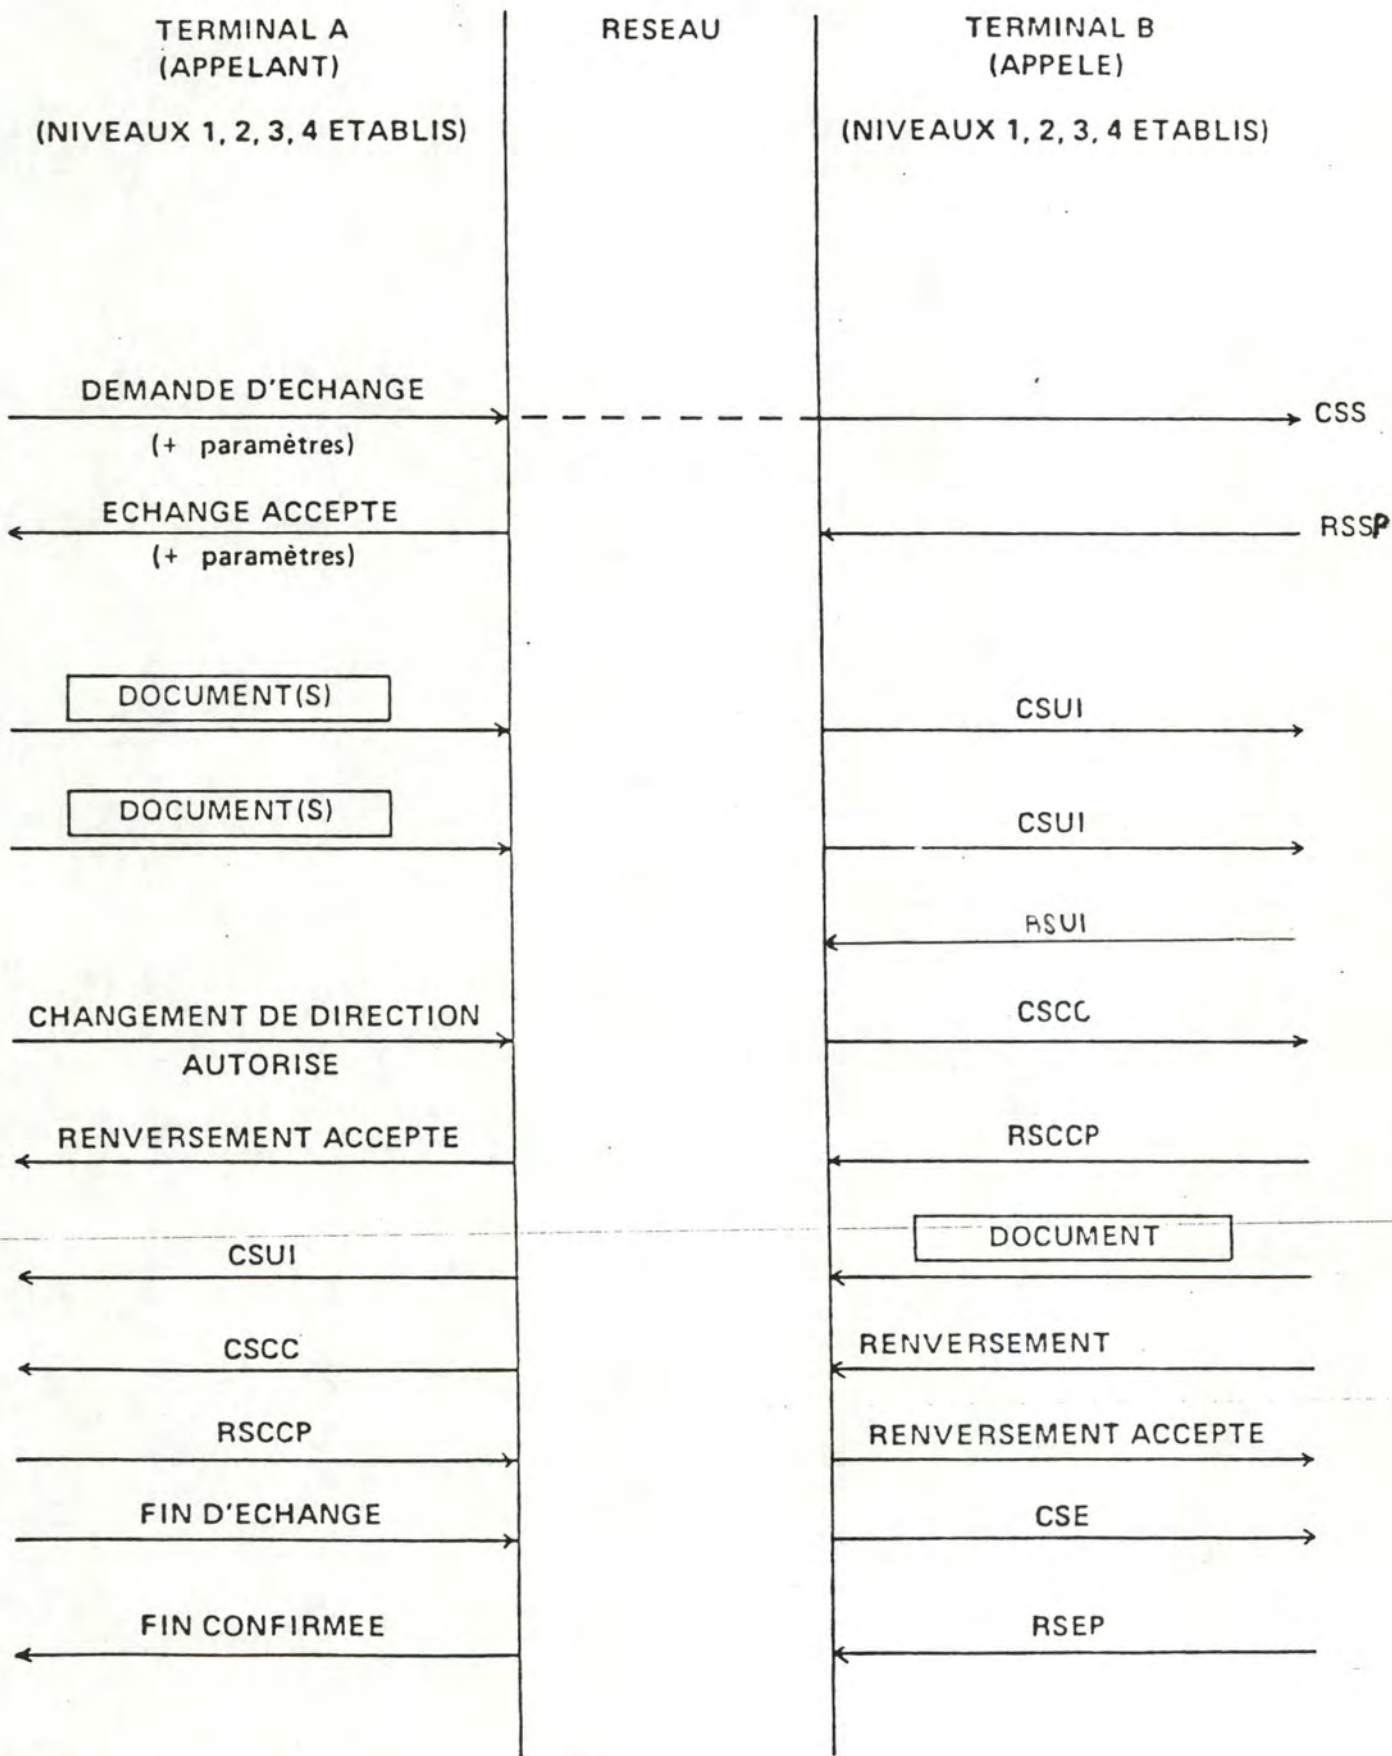 TERMINAL A
(APPELANT)
(NIVEAUX 1, 2, 3, 4 ETABLIS)
RESEAU
TERMINAL B
(APPELE)
(NIVEAUX 1, 2, 3, 4 ETABLIS)
DEMANDE D'ECHANGE
(+ paramètres)
CSS
ECHANGE ACCEPTE
(+ paramètres)
RSSP
DOCUMENT(S)
CSUI
DOCUMENT(S)
CSUI
RSUI
CHANGEMENT DE DIRECTION
AUTORISE
CSCC
RENVERSEMENT ACCEPTE
RSCCP
CSUI
DOCUMENT
CSCC
RENVERSEMENT
RSCCP
RENVERSEMENT ACCEPTE
FIN D'ECHANGE
CSE
FIN CONFIRMEE
RSEP